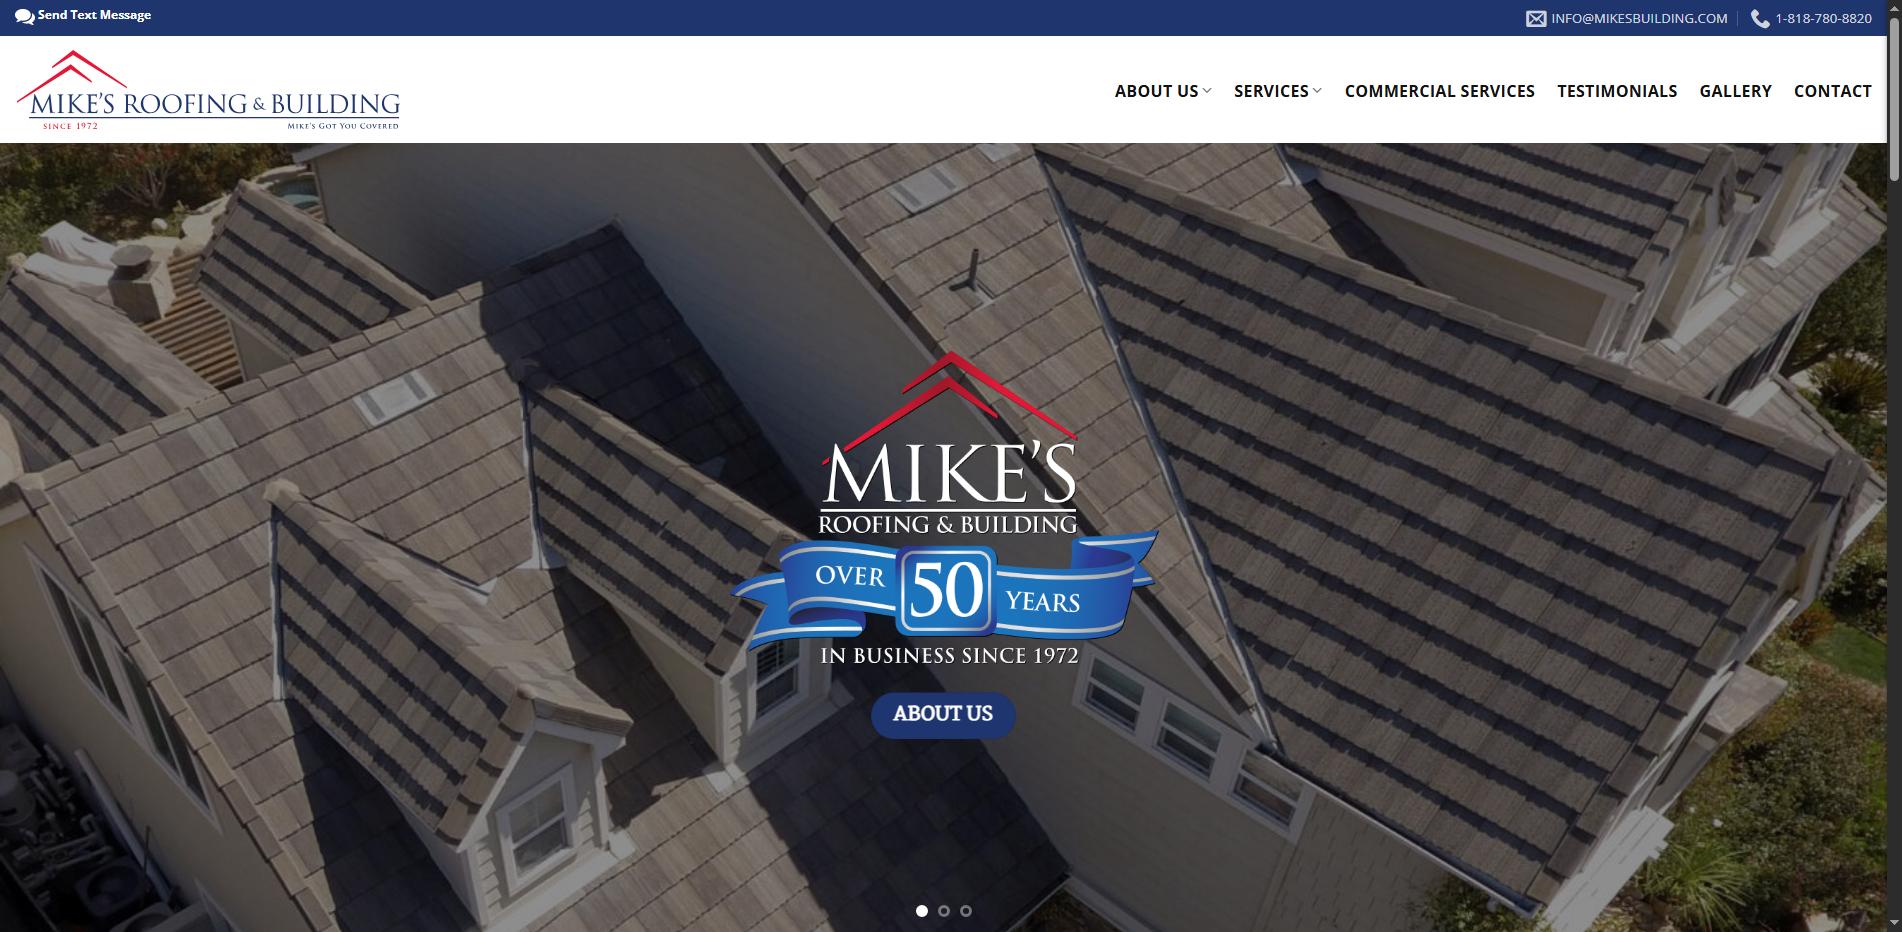 Send Text Message
INFO@MIKESBUILDING.COM
1-818-780-8820
MIKE'S ROOFING & BUILDING
SINCE 1972
MIKE'S GOT YOU COVERED
ABOUT US
SERVICES
COMMERCIAL SERVICES
TESTIMONIALS
GALLERY
CONTACT
MIKE'S
ROOFING & BUILDING
OVER 50 YEARS
IN BUSINESS SINCE 1972
ABOUT US